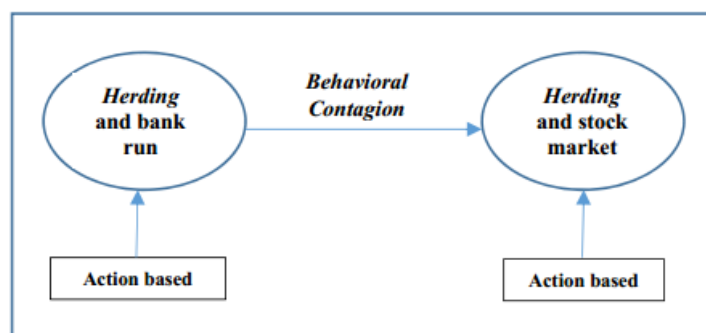 Herding
and bank
run
Behavioral
Contagion
Herding
and stock
market
Action based
Action based